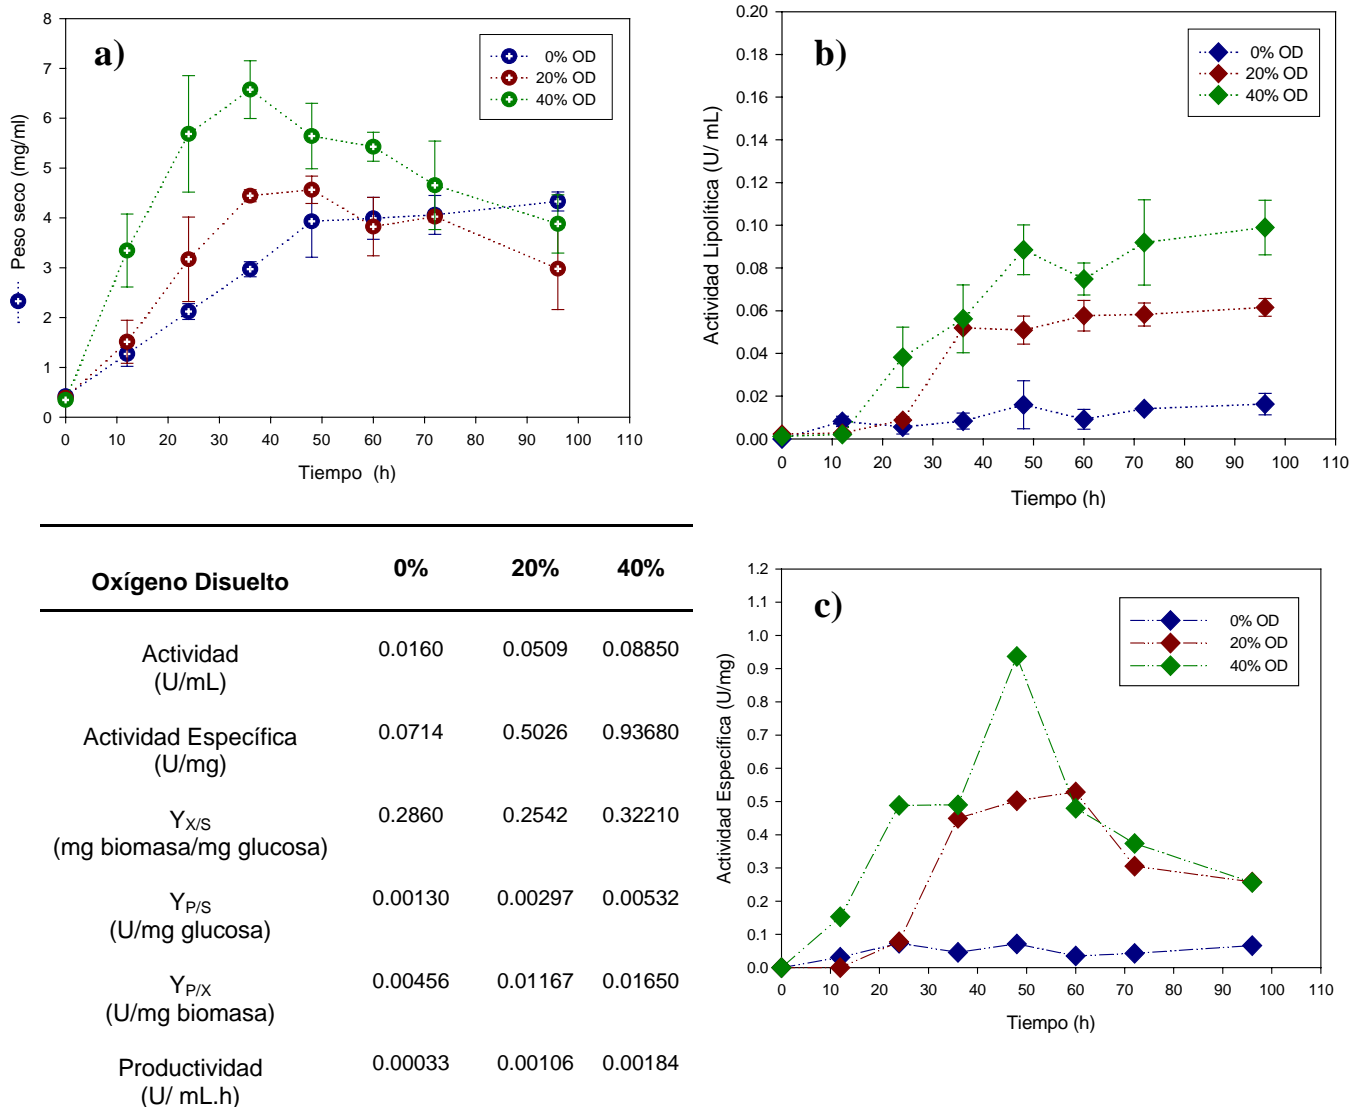 a)
0% OD
20% OD
40% OD
Peso seco (mg/ml)
8
7
6
5
4
3
2
1
0
0 10 20 30 40 50 60 70 80 90 100 110
Tiempo (h)
b)
0% OD
20% OD
40% OD
Actividad Lipolítica (U/ mL)
0.20
0.18
0.16
0.14
0.12
0.10
0.08
0.06
0.04
0.02
0.00
0 10 20 30 40 50 60 70 80 90 100 110
Tiempo (h)
Oxígeno Disuelto 0% 20% 40%
Actividad 0.0160 0.0509 0.08850
(U/mL)
Actividad Específica 0.0714 0.5026 0.93680
(U/mg)
YX/S 0.2860 0.2542 0.32210
(mg biomasa/mg glucosa)
YP/S 0.00130 0.00297 0.00532
(U/mg glucosa)
YP/X 0.00456 0.01167 0.01650
(U/mg biomasa)
Productividad 0.00033 0.00106 0.00184
(U/ mL.h)
c)
0% OD
20% OD
40% OD
Actividad Específica (U/mg)
1.2
1.1
1.0
0.9
0.8
0.7
0.6
0.5
0.4
0.3
0.2
0.1
0.0
0 10 20 30 40 50 60 70 80 90 100 110
Tiempo (h)